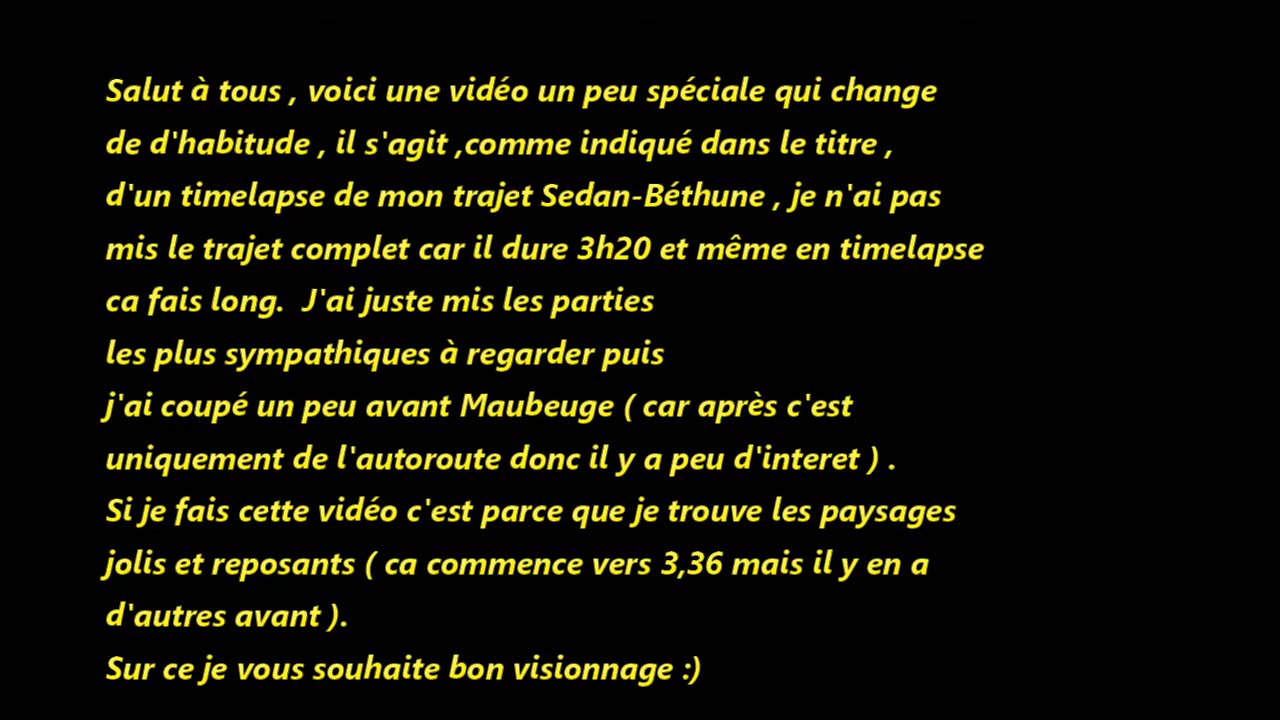 Salut à tous , voici une vidéo un peu spéciale qui change
de d'habitude , il s'agit ,comme indiqué dans le titre ,
d'un timelapse de mon trajet Sedan-Béthune , je n'ai pas
mis le trajet complet car il dure 3h20 et même en timelapse
ca fais long.  J'ai juste mis les parties
les plus sympathiques à regarder puis
j'ai coupé un peu avant Maubeuge ( car après c'est
uniquement de l'autoroute donc il y a peu d'interet ) .
Si je fais cette vidéo c'est parce que je trouve les paysages
jolis et reposants ( ca commence vers 3,36 mais il y en a
d'autres avant ).
Sur ce je vous souhaite bon visionnage :)